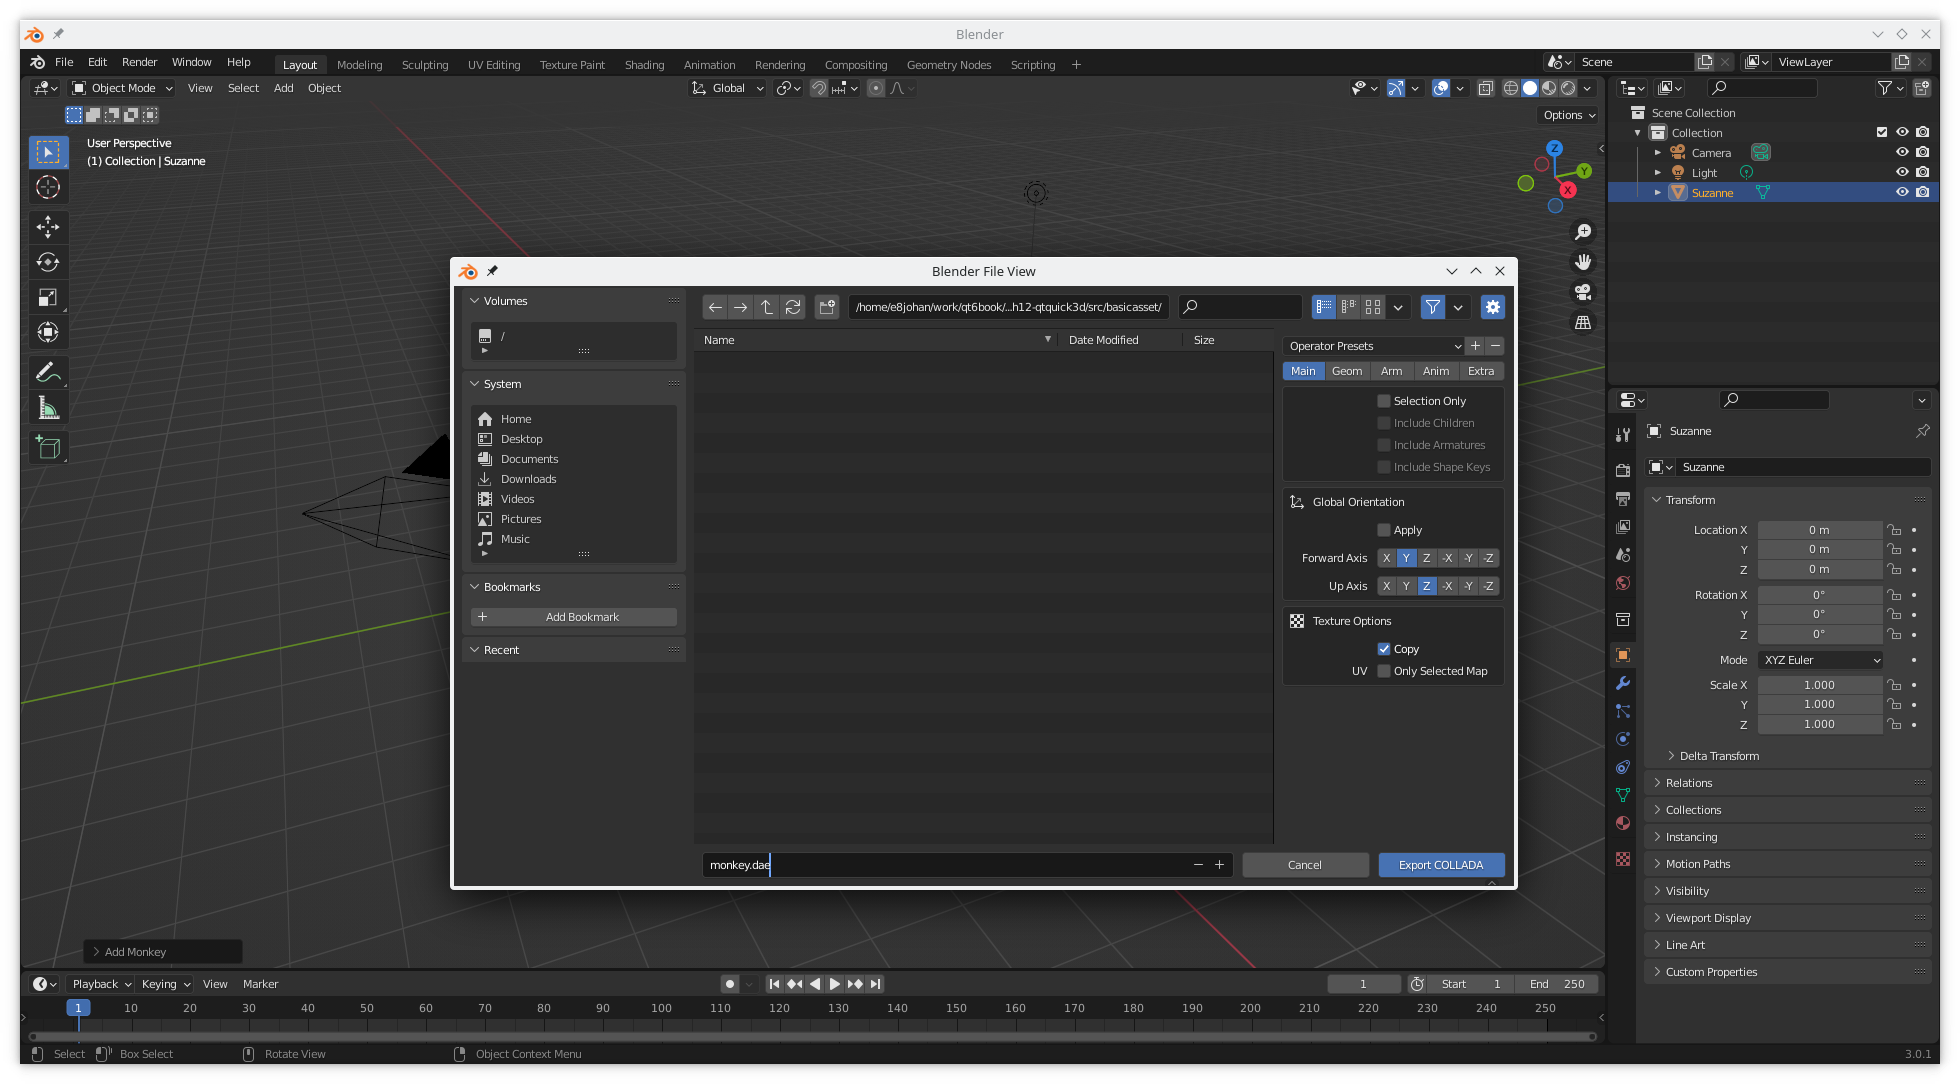 Blender
File Edit Render Window Help Layout Modeling Sculpting UV Editing Texture Paint Shading Animation Rendering Compositing Geometry Nodes Scripting + Scene ViewLayer
Object Mode View Select Add Object Global
Options
User Perspective
(1) Collection | Suzanne
Z
Y
X
Scene Collection
Collection
Camera
Light
Suzanne
Blender File View
Volumes
/
System
Home
Desktop
Documents
Downloads
Videos
Pictures
Music
Bookmarks
+ Add Bookmark
Recent
/home/e8johan/work/qt6book/...h12-qtquick3d/src/basicasset/
Name Date Modified Size
Operator Presets + −
Main Geom Arm Anim Extra
Selection Only
Include Children
Include Armatures
Include Shape Keys
Global Orientation
Apply
Forward Axis X Y Z -X -Y -Z
Up Axis X Y Z -X -Y -Z
Texture Options
Copy
UV Only Selected Map
monkey.dae − + Cancel Export COLLADA
Suzanne
Suzanne
Transform
Location X 0 m
Y 0 m
Z 0 m
Rotation X 0°
Y 0°
Z 0°
Mode XYZ Euler
Scale X 1.000
Y 1.000
Z 1.000
Delta Transform
Relations
Collections
Instancing
Motion Paths
Visibility
Viewport Display
Line Art
Custom Properties
Add Monkey
Playback Keying View Marker 1 Start 1 End 250
1 10 20 30 40 50 60 70 80 90 100 110 120 130 140 150 160 170 180 190 200 210 220 230 240 250
Select Box Select Rotate View Object Context Menu 3.0.1